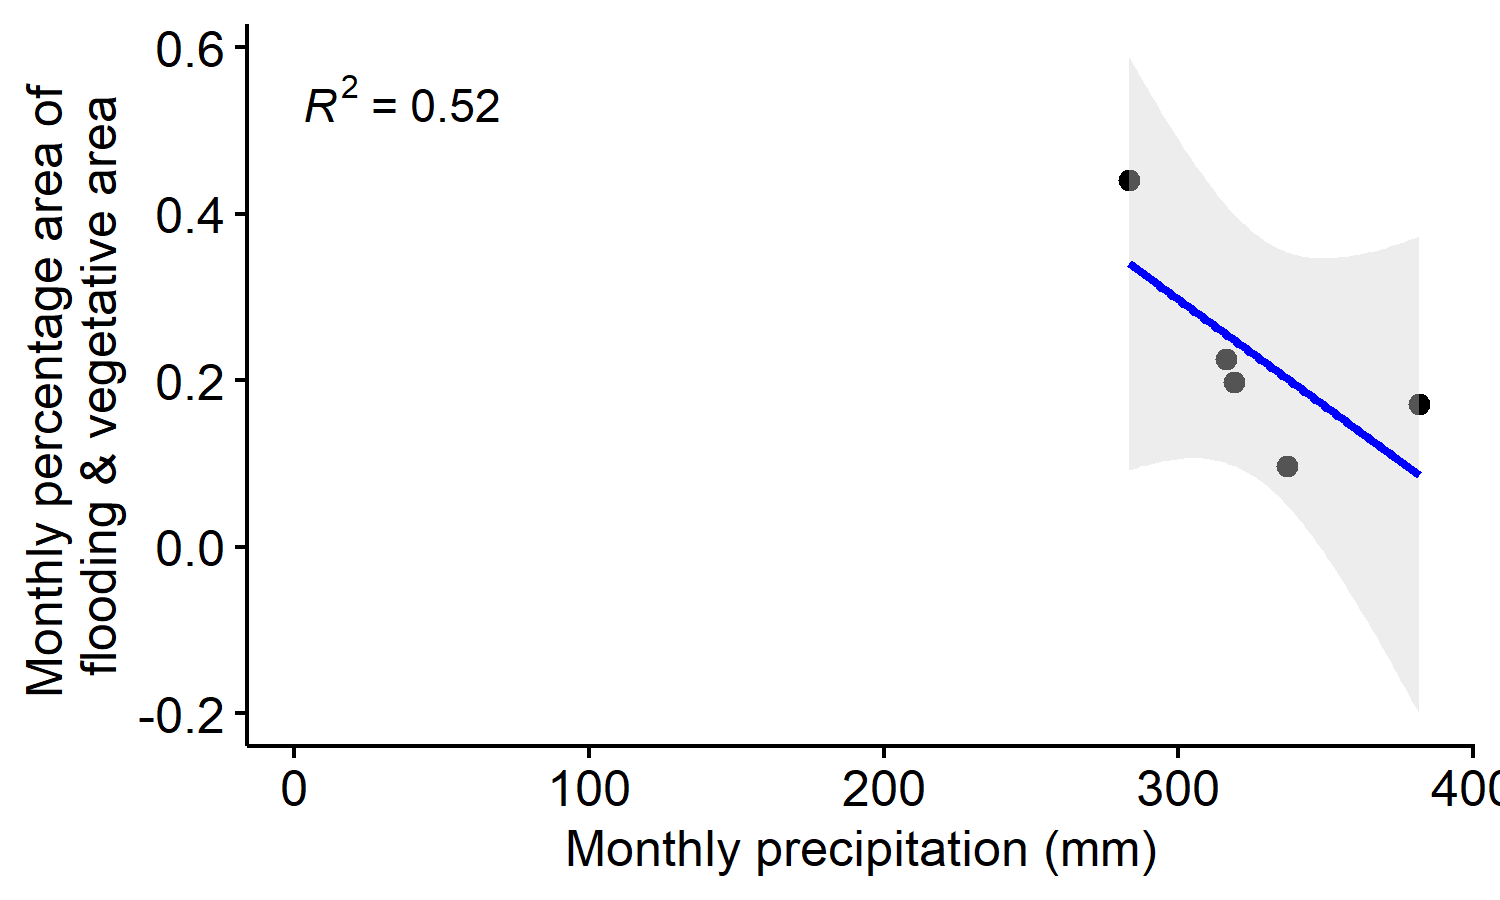 Monthly percentage area of
flooding & vegetative area
0.6
0.4
0.2
0.0
-0.2
R² = 0.52
0 100 200 300 400
Monthly precipitation (mm)